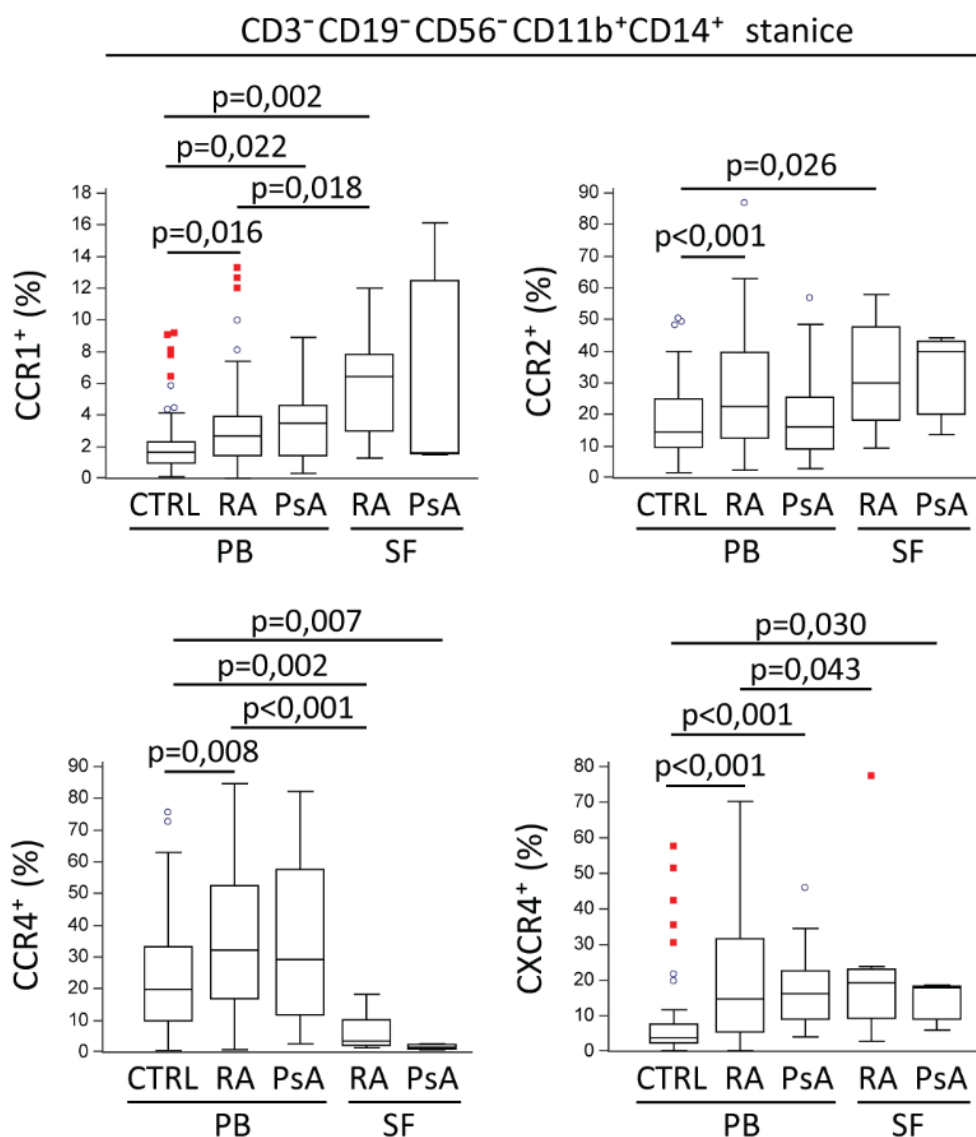 CD3⁻CD19⁻CD56⁻CD11b⁺CD14⁺ stanice
p=0,002
p=0,022
p=0,018
p=0,016
CCR1⁺ (%)
18
16
14
12
10
8
6
4
2
0
CTRL RA PsA RA PsA
PB SF
p=0,026
p<0,001
CCR2⁺ (%)
90
80
70
60
50
40
30
20
10
0
CTRL RA PsA RA PsA
PB SF
p=0,007
p=0,002
p<0,001
p=0,008
CCR4⁺ (%)
90
80
70
60
50
40
30
20
10
0
CTRL RA PsA RA PsA
PB SF
p=0,030
p=0,043
p<0,001
p<0,001
CXCR4⁺ (%)
80
70
60
50
40
30
20
10
0
CTRL RA PsA RA PsA
PB SF